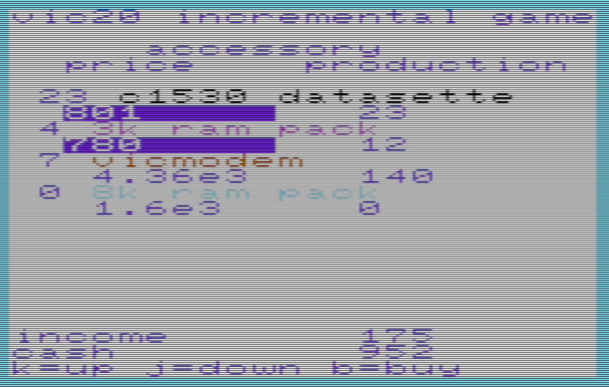 vic20 incremental game
accessory
price production
23 c1530 datasette
801 23
4 3k ram pack
780 12
7 vicmodem
4.36e3 140
0 8k ram pack
1.6e3 0
income 175
cash 952
k=up j=down b=buy